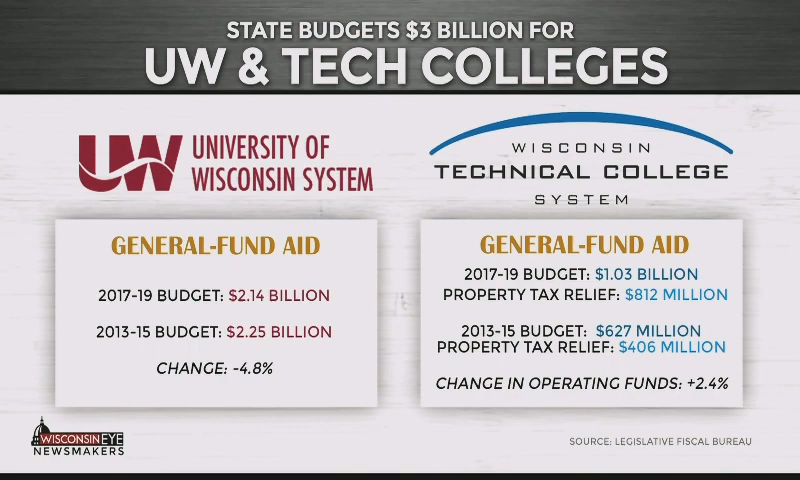 STATE BUDGETS $3 BILLION FOR
UW & TECH COLLEGES
UW UNIVERSITY OF
WISCONSIN SYSTEM
GENERAL-FUND AID
2017-19 BUDGET: $2.14 BILLION
2013-15 BUDGET: $2.25 BILLION
CHANGE: -4.8%
WISCONSIN
TECHNICAL COLLEGE
SYSTEM
GENERAL-FUND AID
2017-19 BUDGET: $1.03 BILLION
PROPERTY TAX RELIEF: $812 MILLION
2013-15 BUDGET: $627 MILLION
PROPERTY TAX RELIEF: $406 MILLION
CHANGE IN OPERATING FUNDS: +2.4%
WISCONSINEYE
NEWSMAKERS
SOURCE: LEGISLATIVE FISCAL BUREAU